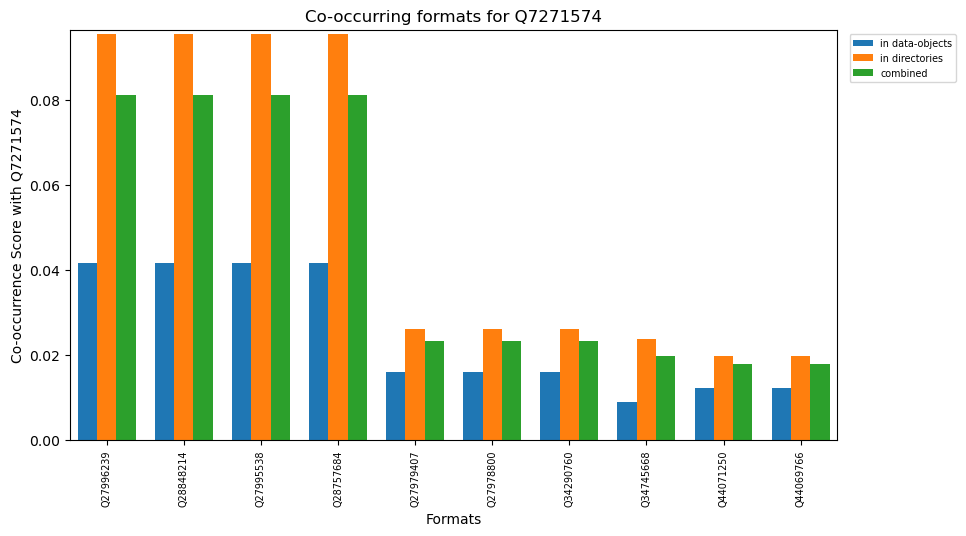 Co-occurring formats for Q7271574
in data-objects
in directories
combined
Co-occurrence Score with Q7271574
0.08
0.06
0.04
0.02
0.00
Q27996239
Q28848214
Q27995538
Q28757684
Q27979407
Q27978800
Q34290760
Q34745668
Q44071250
Q44069766
Formats